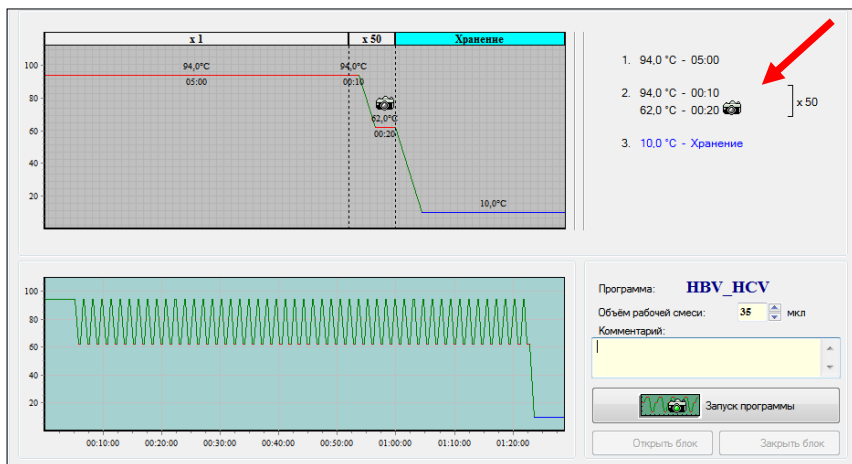 x 1 x 50 Хранение
100
80
60
40
20
94,0°C
05:00
94,0°C
00:10
62,0°C
00:20
10,0°C
1. 94,0 °C - 05:00
2. 94,0 °C - 00:10
62,0 °C - 00:20
x 50
3. 10,0 °C - Хранение
100
80
60
40
20
00:10:00 00:20:00 00:30:00 00:40:00 00:50:00 01:00:00 01:10:00 01:20:00
Программа: HBV_HCV
Объём рабочей смеси: 35 мкл
Комментарий:
Запуск программы
Открыть блок Закрыть блок